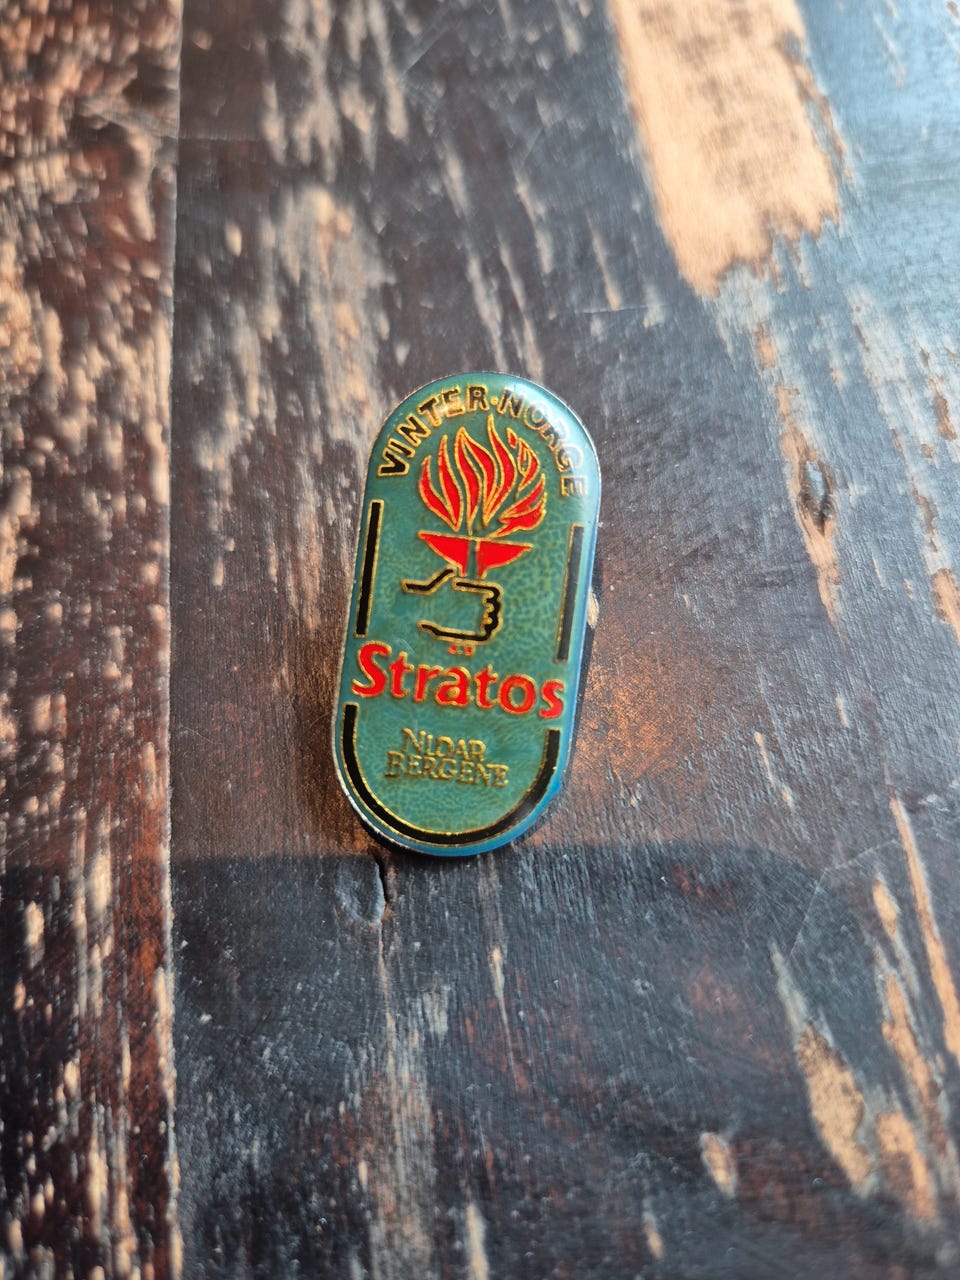 VINTER·NORGE
Stratos
NIDAR
BERGENE